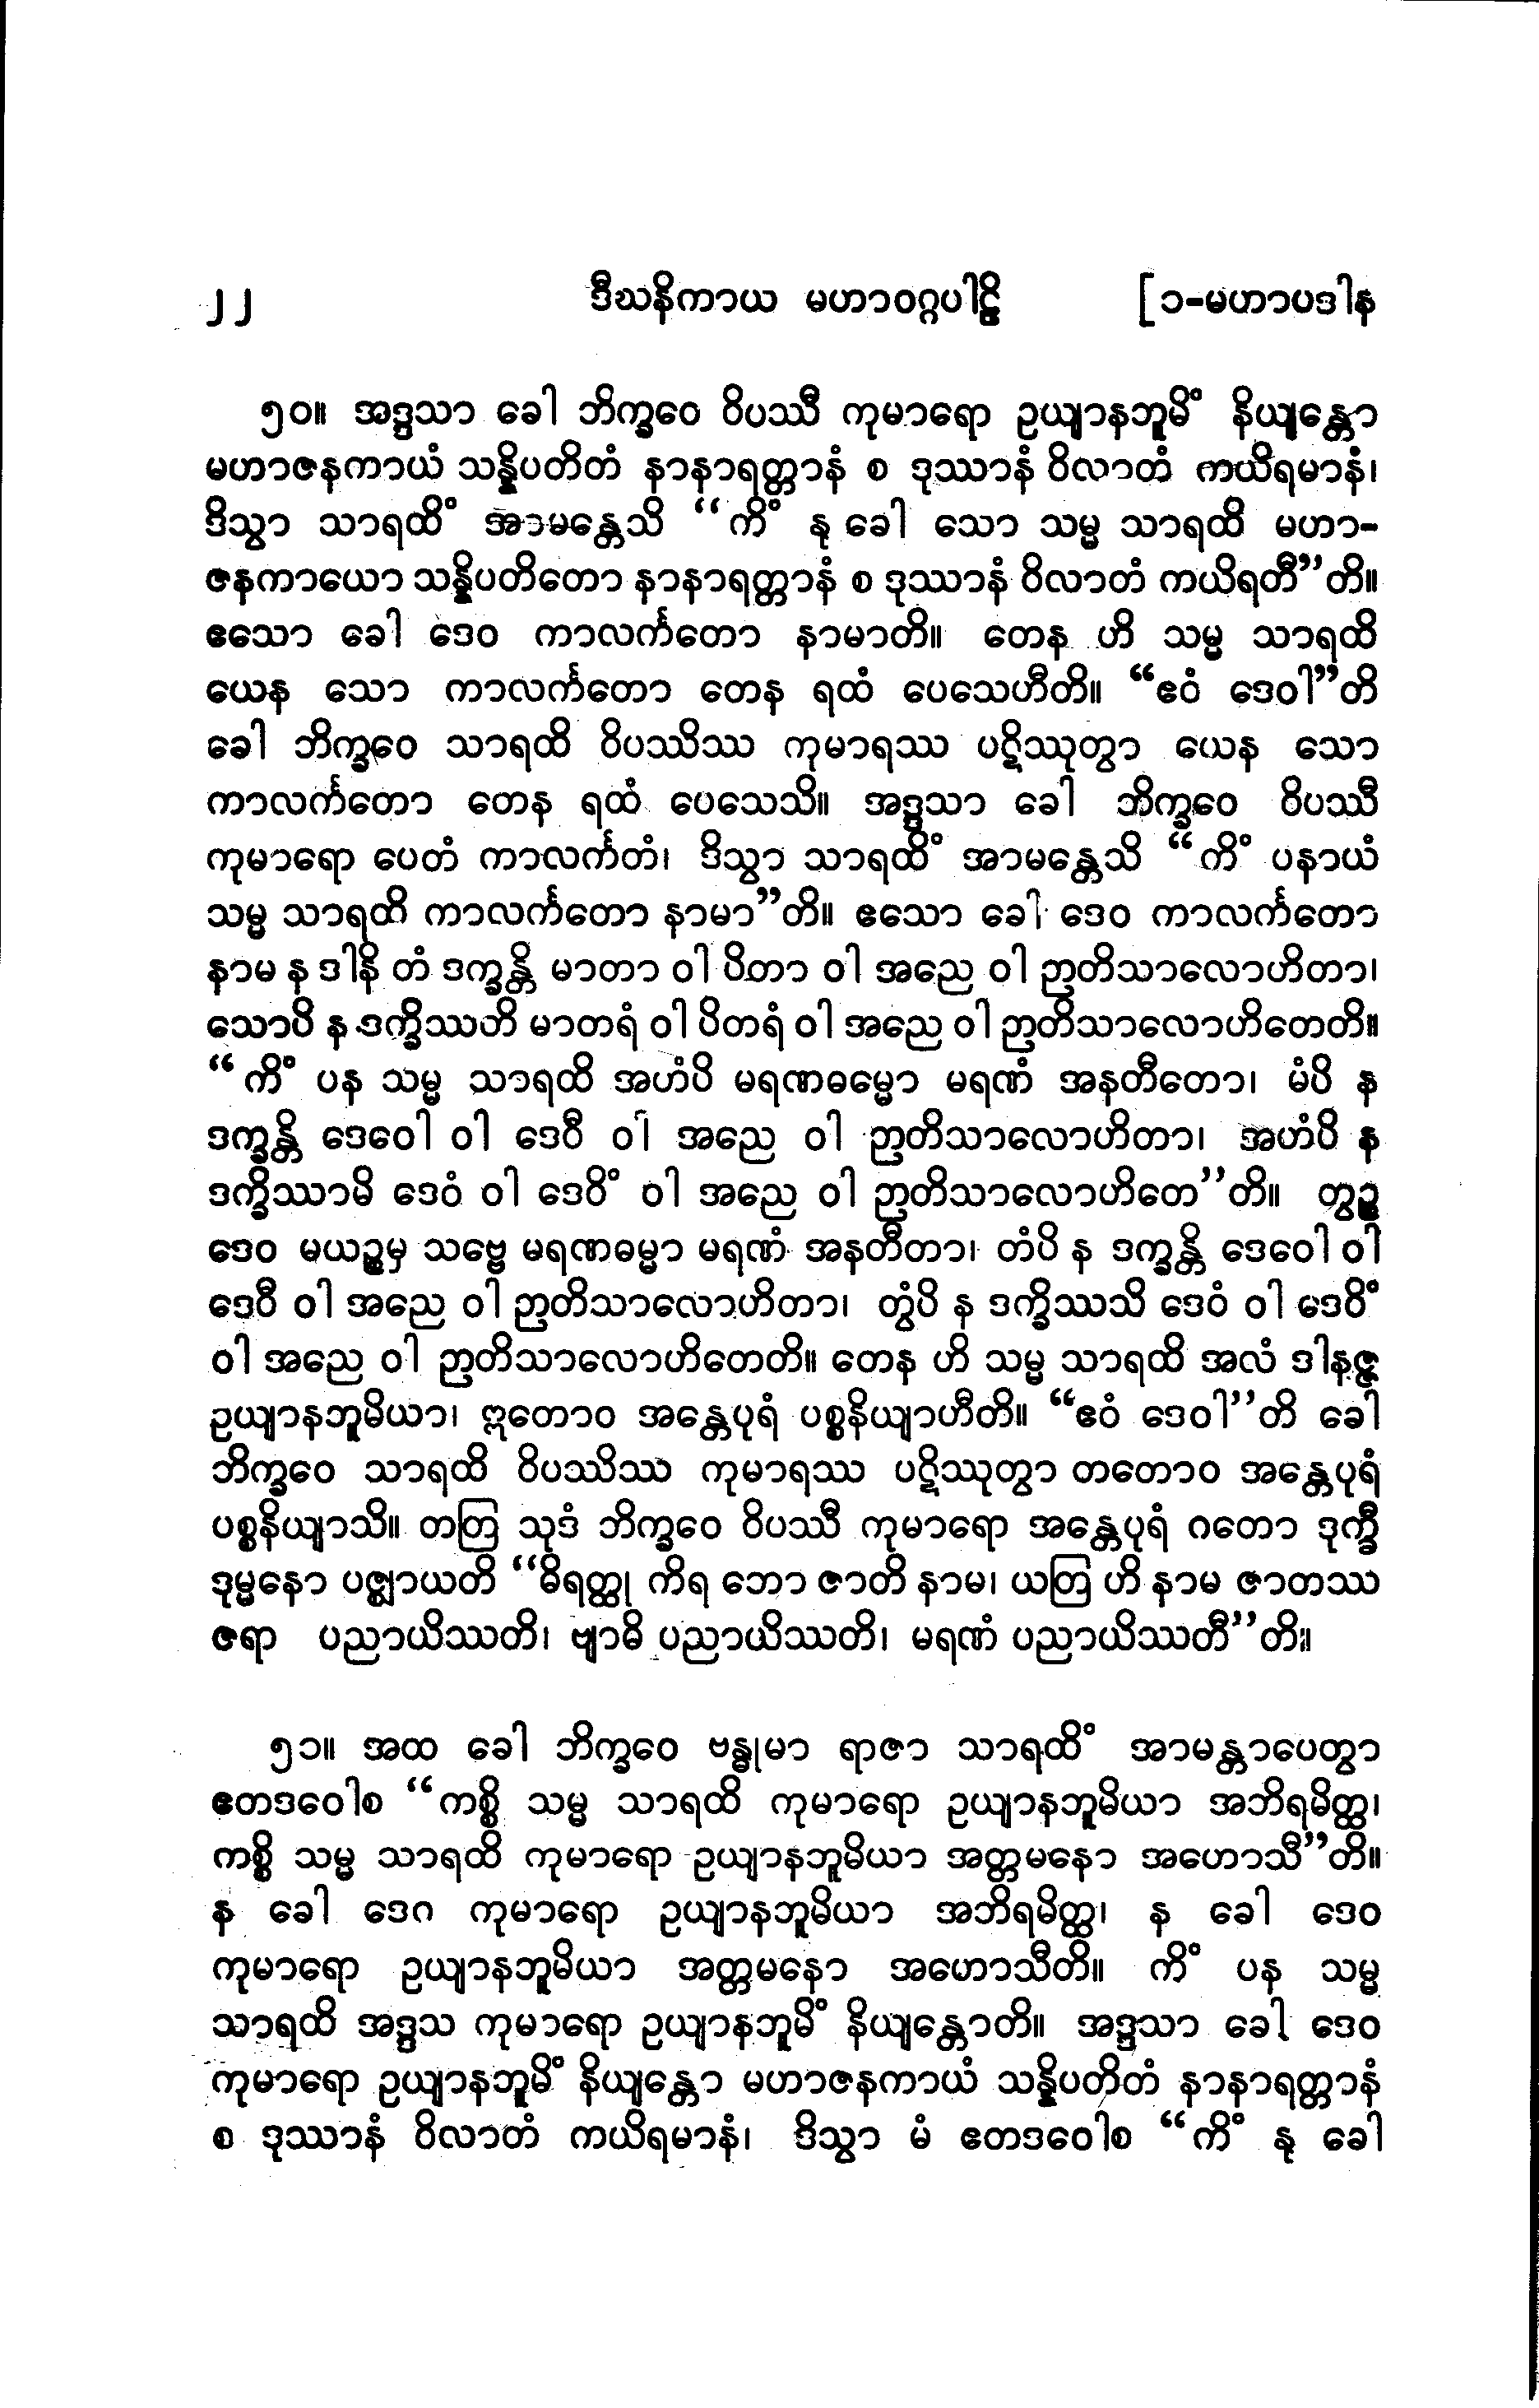 ၂၂ ဒီဃနိကာယ မဟာဝဂ္ဂပါဠိ [၁-မဟာပဒါန
၅၀။ အဒ္ဒသာ ခေါ ဘိက္ခဝေ ဝိပဿီ ကုမာရော ဥယျာနဘူမိံ နိယျန္တော
မဟာဇနကာယံ သန္နိပတိတံ နာနာရတ္တာနံ စ ဒုဿာနံ ဝိလာတံ ကယိရမာနံ၊
ဒိသွာ သာရထိံ အာမန္တေသိ “ကိံ နု ခေါ သော သမ္မ သာရထိ မဟာ-
ဇနကာယော သန္နိပတိတော နာနာရတ္တာနံ စ ဒုဿာနံ ဝိလာတံ ကယိရတီ”တိ။
ဧသော ခေါ ဒေဝ ကာလင်္ကတော နာမာတိ။ တေန ဟိ သမ္မ သာရထိ
ယေန သော ကာလင်္ကတော တေန ရထံ ပေသေဟီတိ။ “ဧဝံ ဒေဝါ”တိ
ခေါ ဘိက္ခဝေ သာရထိ ဝိပဿိဿ ကုမာရဿ ပဋိဿုတွာ ယေန သော
ကာလင်္ကတော တေန ရထံ ပေသေသိ။ အဒ္ဒသာ ခေါ ဘိက္ခဝေ ဝိပဿီ
ကုမာရော ပေတံ ကာလင်္ကတံ၊ ဒိသွာ သာရထိံ အာမန္တေသိ “ကိံ ပနာယံ
သမ္မ သာရထိ ကာလင်္ကတော နာမာ”တိ။ ဧသော ခေါ ဒေဝ ကာလင်္ကတော
နာမ န ဒါနိ တံ ဒက္ခန္တိ မာတာ ဝါ ပိတာ ဝါ အညေ ဝါ ဉာတိသာလောဟိတာ၊
သောပိ န ဒက္ခိဿတိ မာတရံ ဝါ ပိတရံ ဝါ အညေ ဝါ ဉာတိသာလောဟိတေတိ။
“ကိံ ပန သမ္မ သာရထိ အဟံပိ မရဏဓမ္မော မရဏံ အနတီတော၊ မံပိ န
ဒက္ခန္တိ ဒေဝေါ ဝါ ဒေဝီ ဝါ အညေ ဝါ ဉာတိသာလောဟိတာ၊ အဟံပိ န
ဒက္ခိဿာမိ ဒေဝံ ဝါ ဒေဝိံ ဝါ အညေ ဝါ ဉာတိသာလောဟိတေ”တိ။ တွဉ္စ
ဒေဝ မယဉ္စမှ သဗ္ဗေ မရဏဓမ္မာ မရဏံ အနတီတာ၊ တံပိ န ဒက္ခန္တိ ဒေဝေါ ဝါ
ဒေဝီ ဝါ အညေ ဝါ ဉာတိသာလောဟိတာ၊ တွံပိ န ဒက္ခိဿသိ ဒေဝံ ဝါ ဒေဝိံ
ဝါ အညေ ဝါ ဉာတိသာလောဟိတေတိ။ တေန ဟိ သမ္မ သာရထိ အလံ ဒါနဇ္ဇ
ဥယျာနဘူမိယာ၊ ဣတောဝ အန္တေပုရံ ပစ္စနိယျာဟီတိ။ “ဧဝံ ဒေဝါ”တိ ခေါ
ဘိက္ခဝေ သာရထိ ဝိပဿိဿ ကုမာရဿ ပဋိဿုတွာ တတောဝ အန္တေပုရံ
ပစ္စနိယျာသိ။ တတြ သုဒံ ဘိက္ခဝေ ဝိပဿီ ကုမာရော အန္တေပုရံ ဂတော ဒုက္ခီ
ဒုမ္မနော ပဇ္ဈာယတိ “ဓိရတ္ထု ကိရ ဘော ဇာတိ နာမ၊ ယတြ ဟိ နာမ ဇာတဿ
ဇရာ ပညာယိဿတိ၊ ဗျာဓိ ပညာယိဿတိ၊ မရဏံ ပညာယိဿတီ”တိ။
၅၁။ အထ ခေါ ဘိက္ခဝေ ဗန္ဓုမာ ရာဇာ သာရထိံ အာမန္တာပေတွာ
ဧတဒဝေါစ “ကစ္စိ သမ္မ သာရထိ ကုမာရော ဥယျာနဘူမိယာ အဘိရမိတ္ထ၊
ကစ္စိ သမ္မ သာရထိ ကုမာရော ဥယျာနဘူမိယာ အတ္တမနော အဟောသီ”တိ။
န ခေါ ဒေဂ ကုမာရော ဥယျာနဘူမိယာ အဘိရမိတ္ထ၊ န ခေါ ဒေဝ
ကုမာရော ဥယျာနဘူမိယာ အတ္တမနော အဟောသီတိ။ ကိံ ပန သမ္မ
သာရထိ အဒ္ဒသ ကုမာရော ဥယျာနဘူမိံ နိယျန္တောတိ။ အဒ္ဒသာ ခေါ ဒေဝ
ကုမာရော ဥယျာနဘူမိံ နိယျန္တော မဟာဇနကာယံ သန္နိပတိတံ နာနာရတ္တာနံ
စ ဒုဿာနံ ဝိလာတံ ကယိရမာနံ၊ ဒိသွာ မံ ဧတဒဝေါစ “ကိံ နု ခေါ